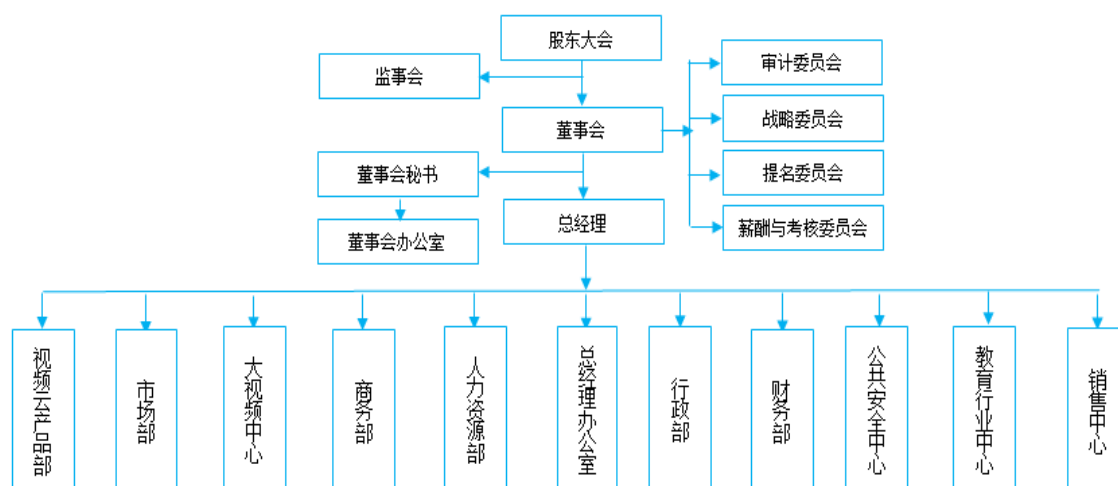 股东大会
监事会
审计委员会
董事会
战略委员会
董事会秘书
提名委员会
总经理
董事会办公室
薪酬与考核委员会
视频云产品部
市场部
大视频中心
商务部
人力资源部
总经理办公室
行政部
财务部
公共安全中心
教育行业中心
销售中心